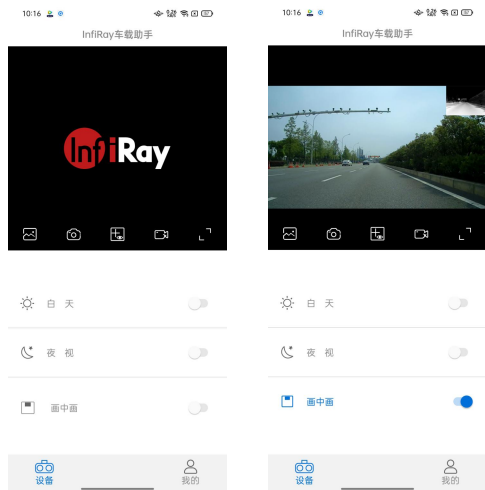 10:16
InfiRay车载助手
InfiRay
白 天
夜 视
画中画
设备
我的
10:16
InfiRay车载助手
白 天
夜 视
画中画
设备
我的